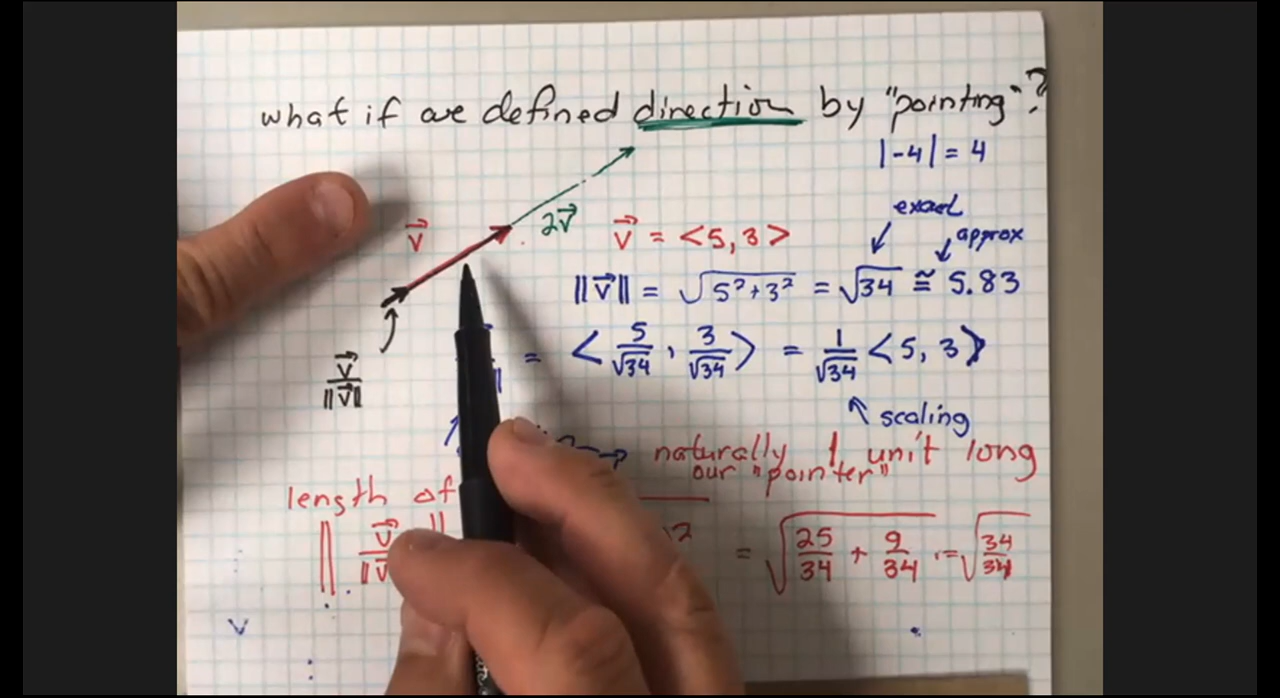 what if we defined direction by "pointing"?
|-4| = 4
exact
approx
2v⃗
v⃗
v⃗ = <5, 3>
||v⃗|| = √(5² + 3²) = √34 ≅ 5.83
v⃗/||v⃗||
= <5/√34, 3/√34> = 1/√34 <5, 3>
scaling
naturally 1 unit long
our "pointer"
length of
|| v⃗/||v⃗ ||
2 = √(25/34 + 9/34) = √(34/34)